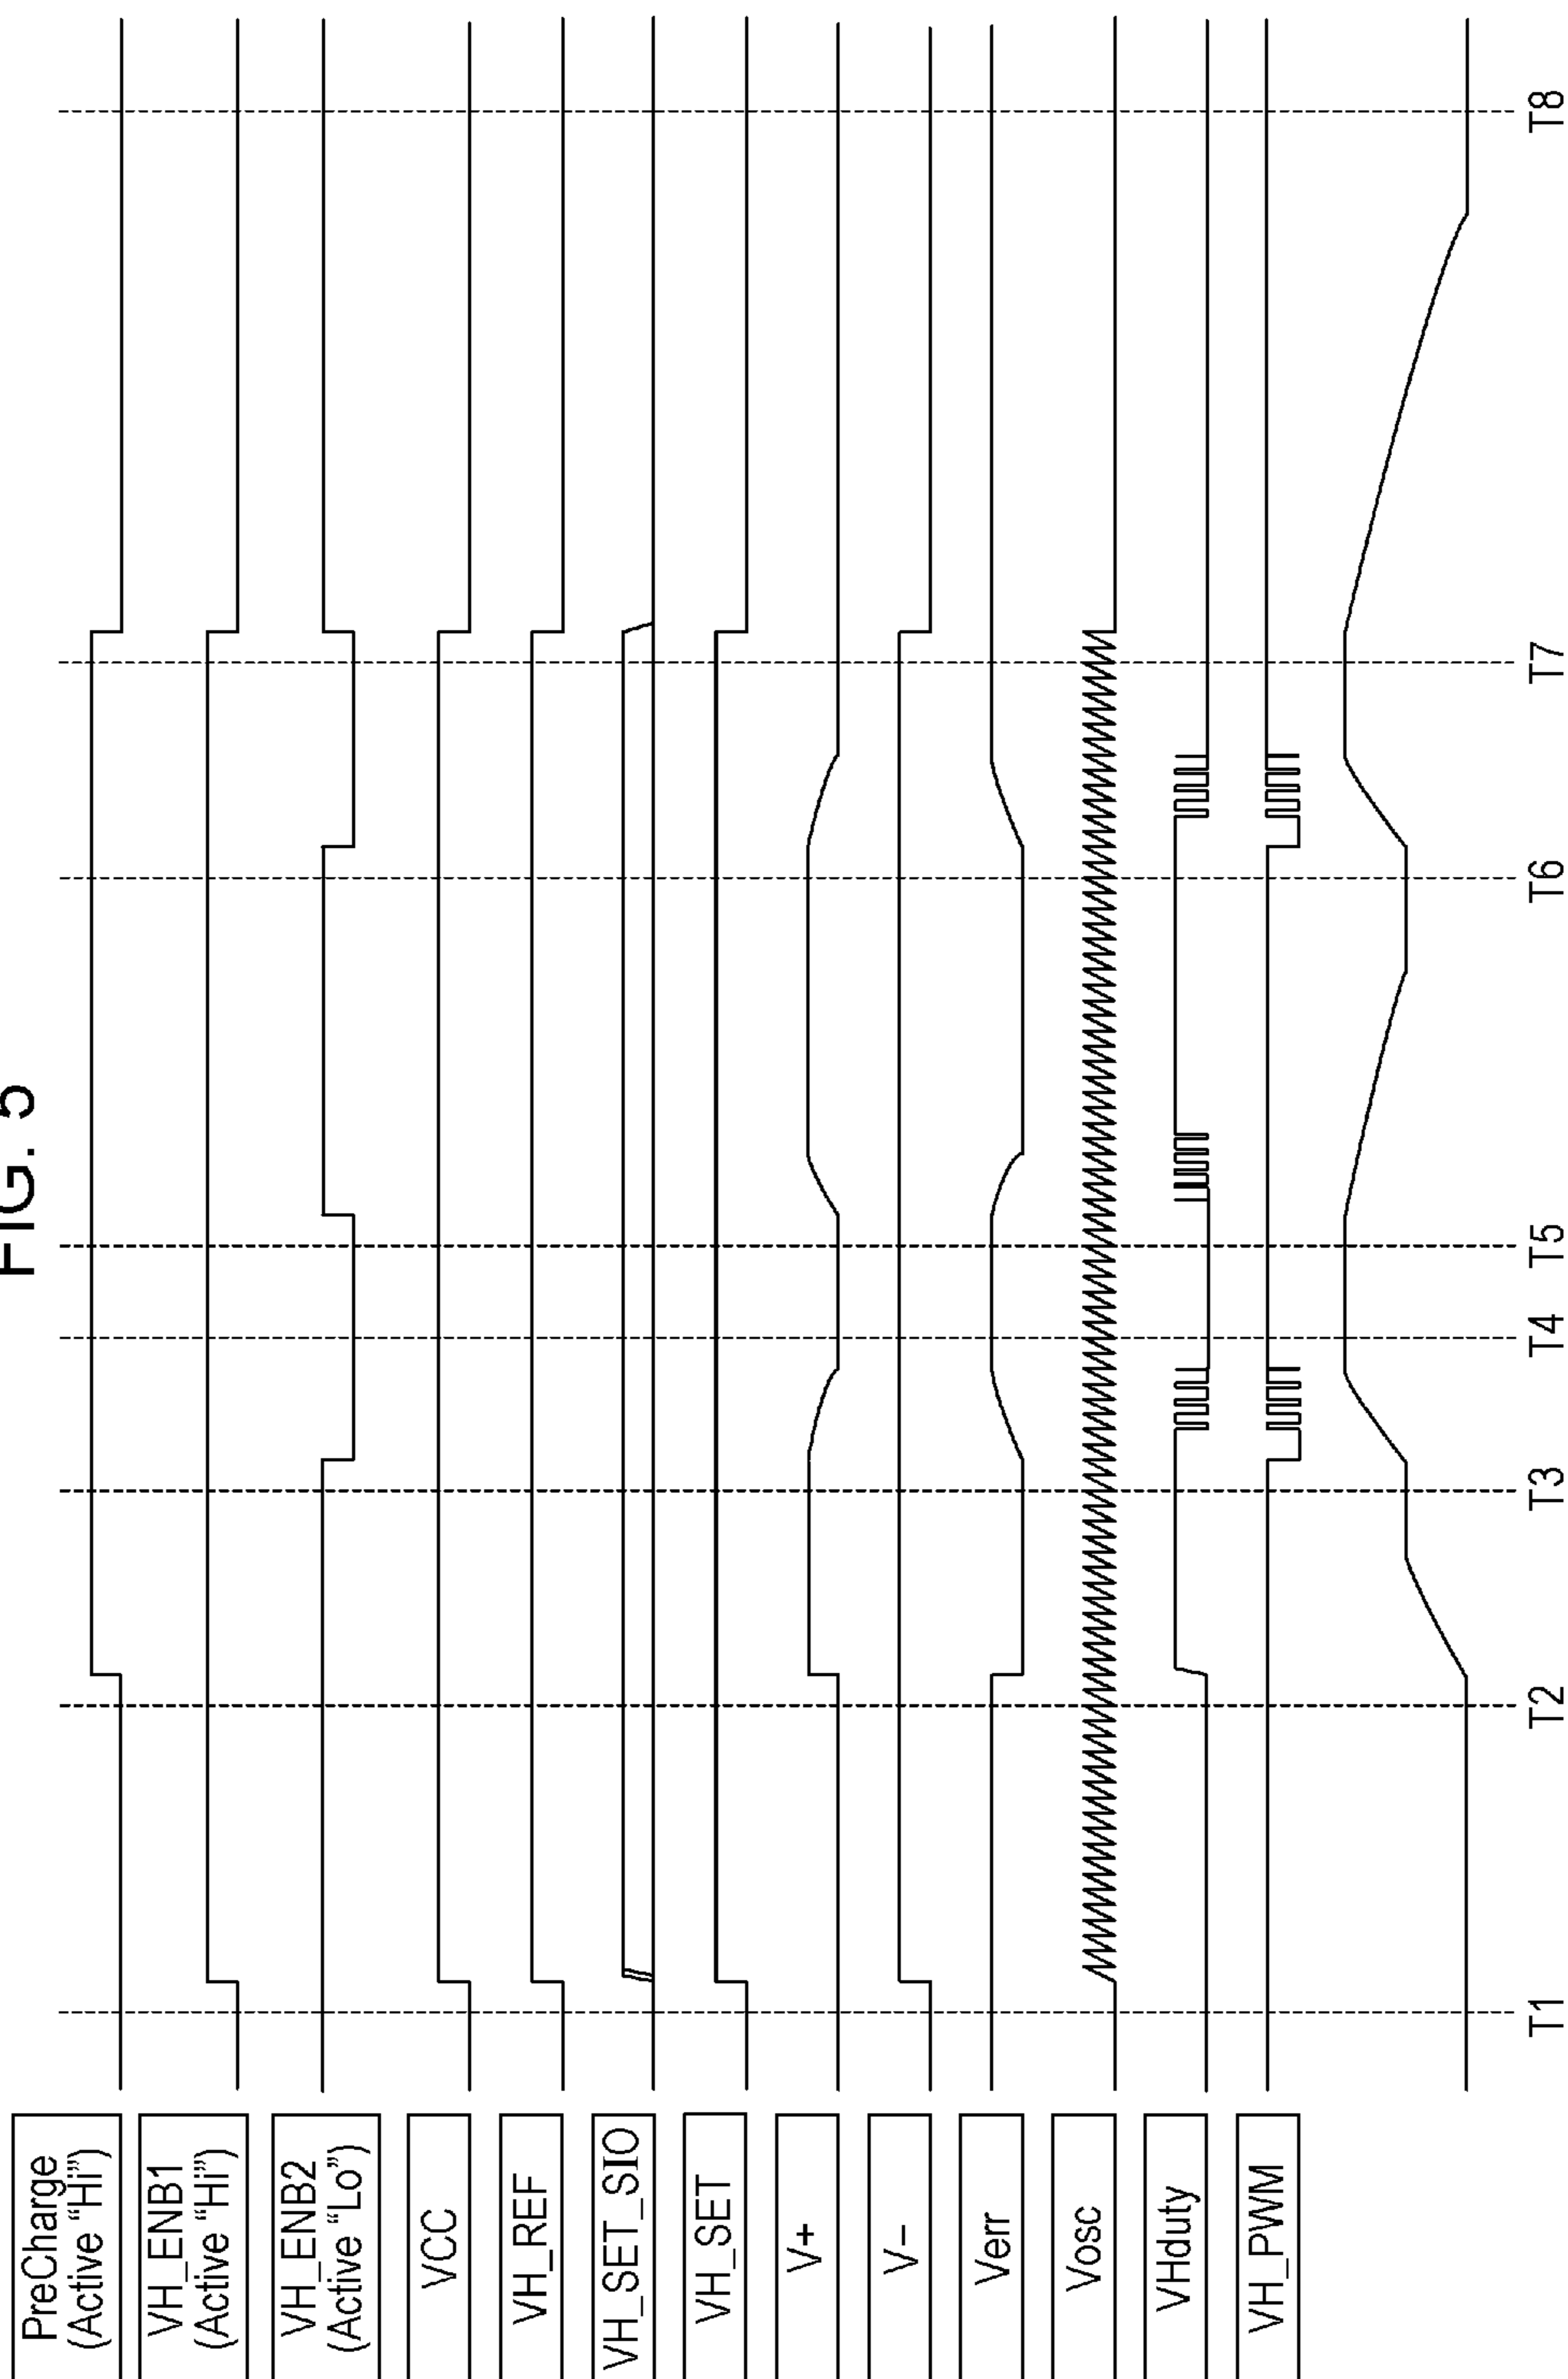 FIG. 5
PreCharge
(Active “Hi”)
VH_ENB1
(Active “Hi”)
VH_ENB2
(Active “Lo”)
VCC
VH_REF
VH_SET_SIO
VH_SET
V+
V−
Verr
Vosc
VHduty
VH_PWM
T1 T2 T3 T4 T5 T6 T7 T8